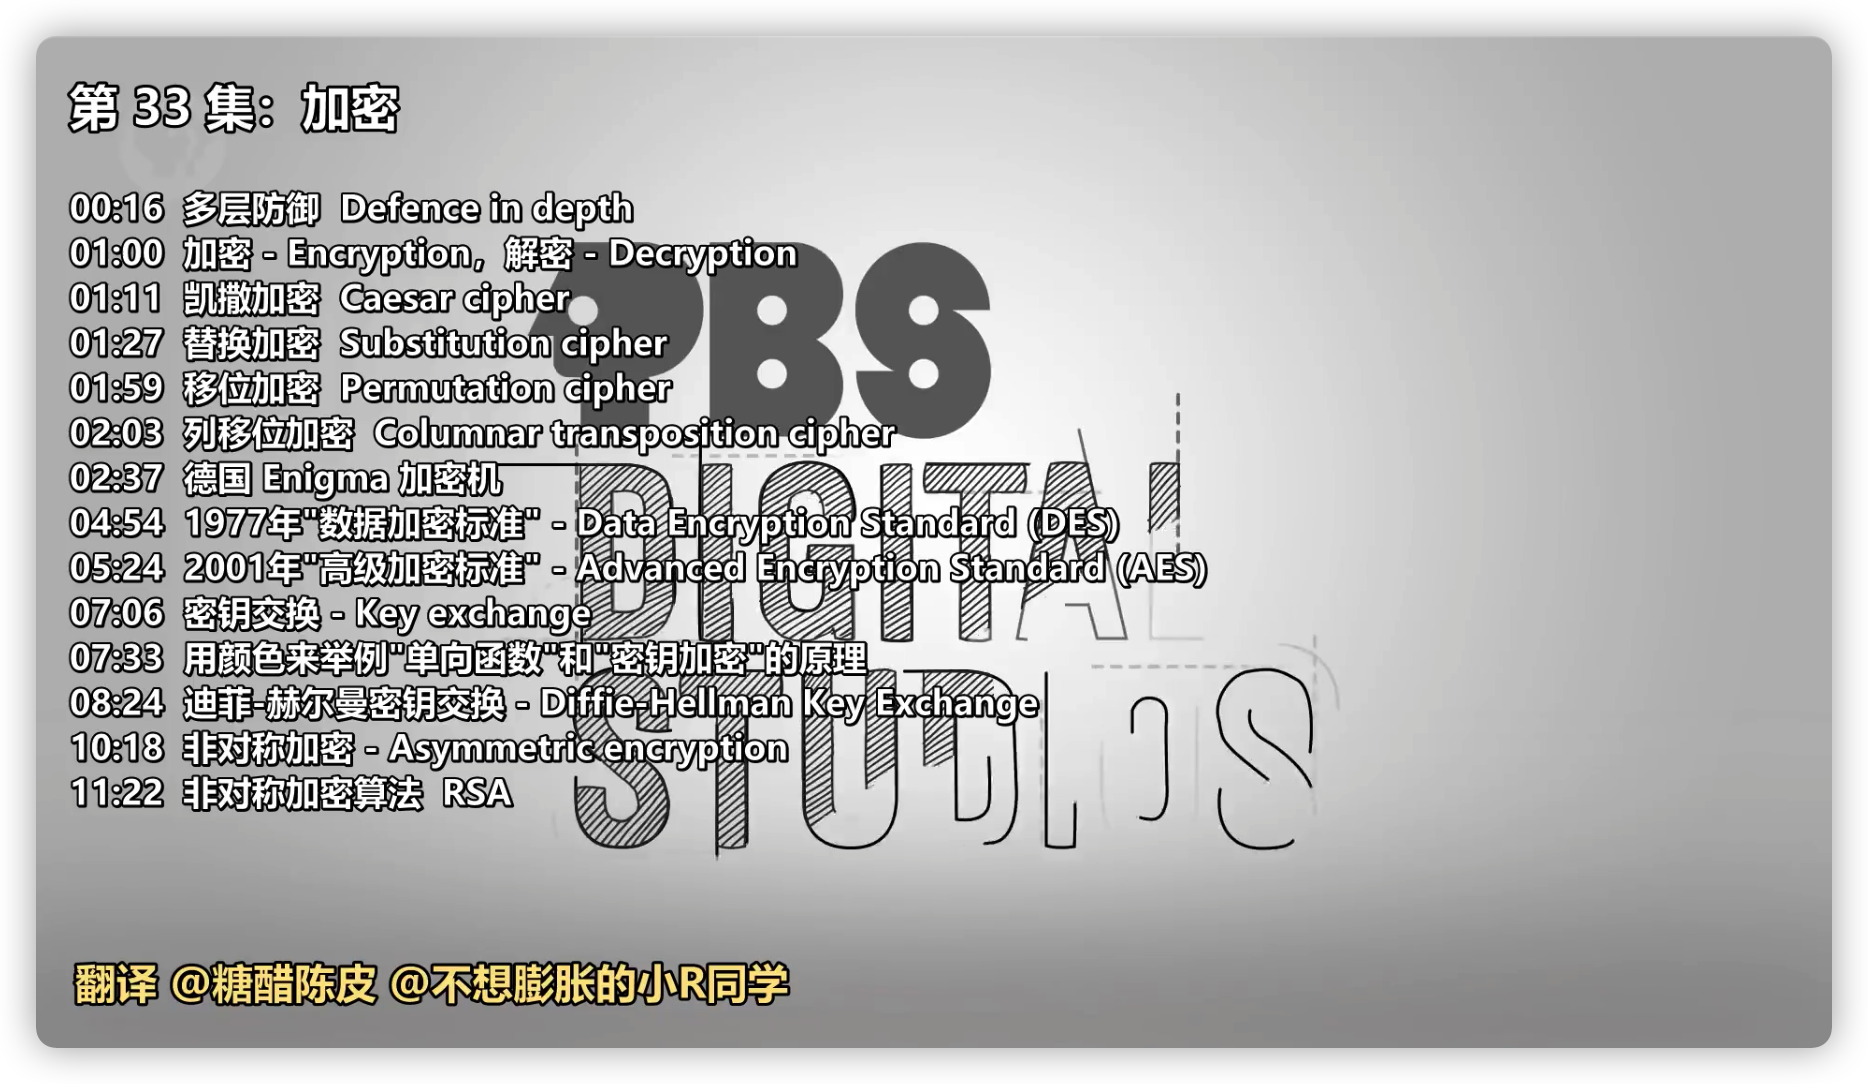 第 33 集：加密
00:16 多层防御 Defence in depth
01:00 加密 - Encryption，解密 - Decryption
01:11 凯撒加密 Caesar cipher
01:27 替换加密 Substitution cipher
01:59 移位加密 Permutation cipher
02:03 列移位加密 Columnar transposition cipher
02:37 德国 Enigma 加密机
04:54 1977年"数据加密标准" - Data Encryption Standard (DES)
05:24 2001年"高级加密标准" - Advanced Encryption Standard (AES)
07:06 密钥交换 - Key exchange
07:33 用颜色来举例"单向函数"和"密钥加密"的原理
08:24 迪菲-赫尔曼密钥交换 - Diffie-Hellman Key Exchange
10:18 非对称加密 - Asymmetric encryption
11:22 非对称加密算法 RSA
PBS
DIGITAL
STUDIOS
翻译 @糖醋陈皮 @不想膨胀的小R同学